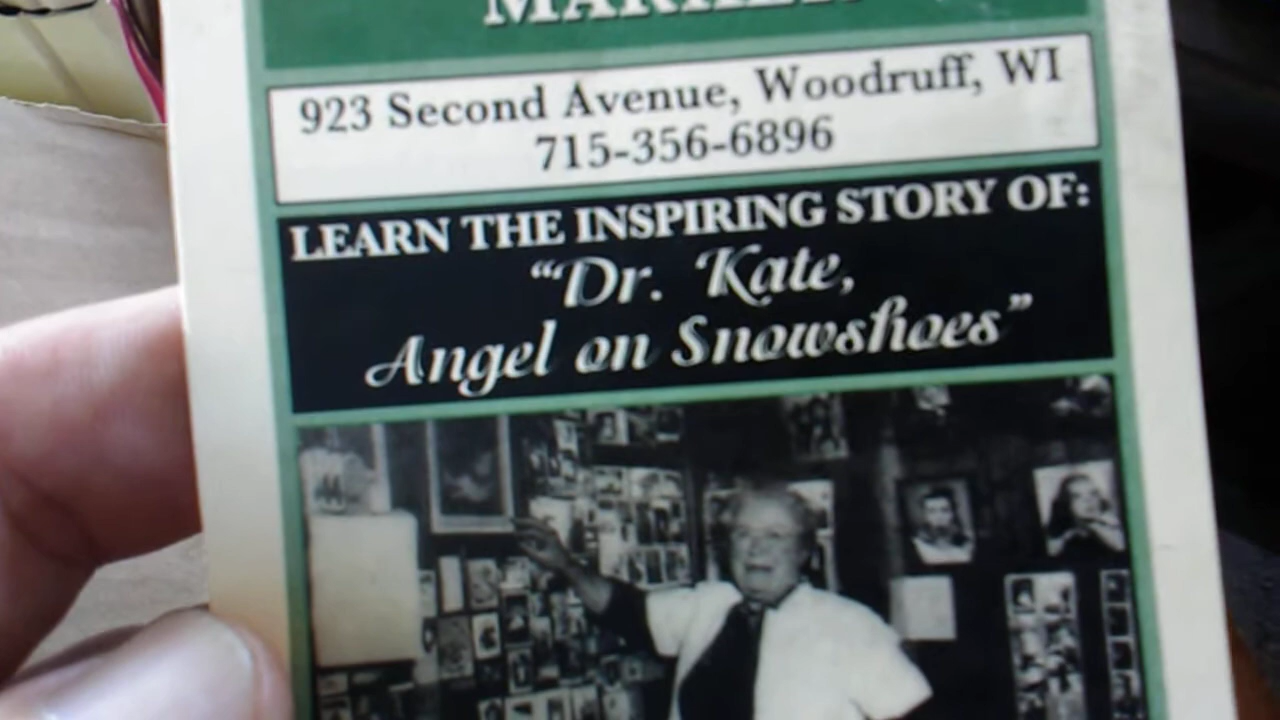 923 Second Avenue, Woodruff, WI
715-356-6896
LEARN THE INSPIRING STORY OF:
“Dr. Kate,
Angel on Snowshoes”